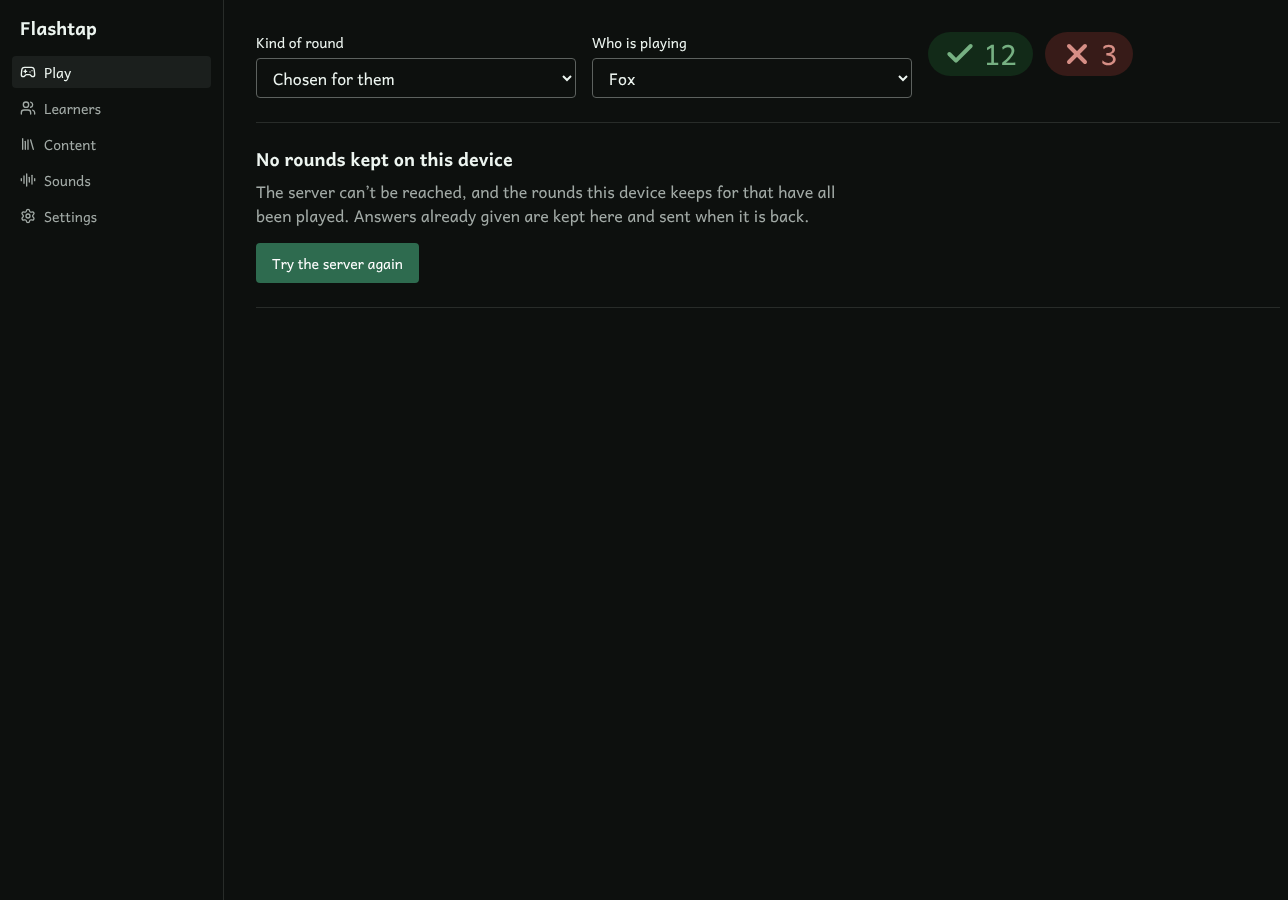 Flashtap
Play
Learners
Content
Sounds
Settings
Kind of round
Chosen for them
Who is playing
Fox
12
3
No rounds kept on this device
The server can’t be reached, and the rounds this device keeps for that have all
been played. Answers already given are kept here and sent when it is back.
Try the server again